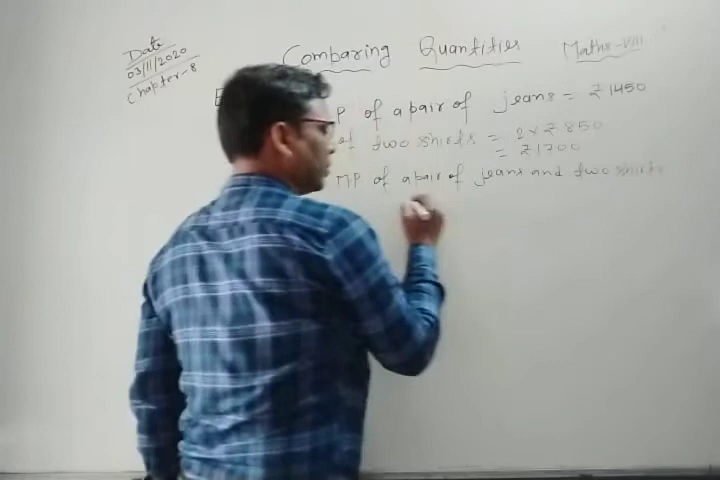 Date
03/11/2020
Chapter-8
Comparing Quantities Maths-VIII
P of a pair of jeans = ₹1450
of two shirts = 2×₹850
= ₹1700
MP of a pair of jeans and two shirts